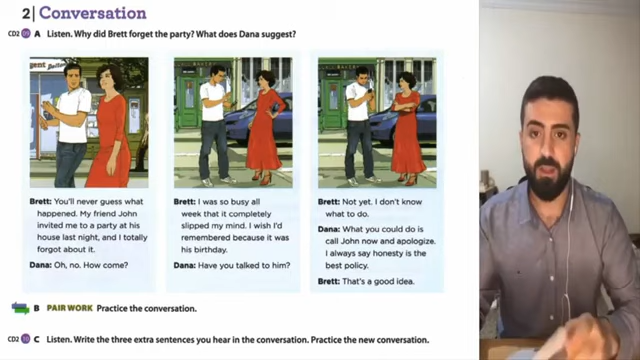 2 Conversation
CD2 A Listen. Why did Brett forget the party? What does Dana suggest?
Brett: You'll never guess what
happened. My friend John
invited me to a party at his
house last night, and I totally
forgot about it.
Dana: Oh, no. How come?
Brett: I was so busy all
week that it completely
slipped my mind. I wish I'd
remembered because it was
his birthday.
Dana: Have you talked to him?
Brett: Not yet. I don't know
what to do.
Dana: What you could do is
call John now and apologize.
I always say honesty is the
best policy.
Brett: That's a good idea.
B PAIR WORK Practice the conversation.
CD2 C Listen. Write the three extra sentences you hear in the conversation. Practice the new conversation.